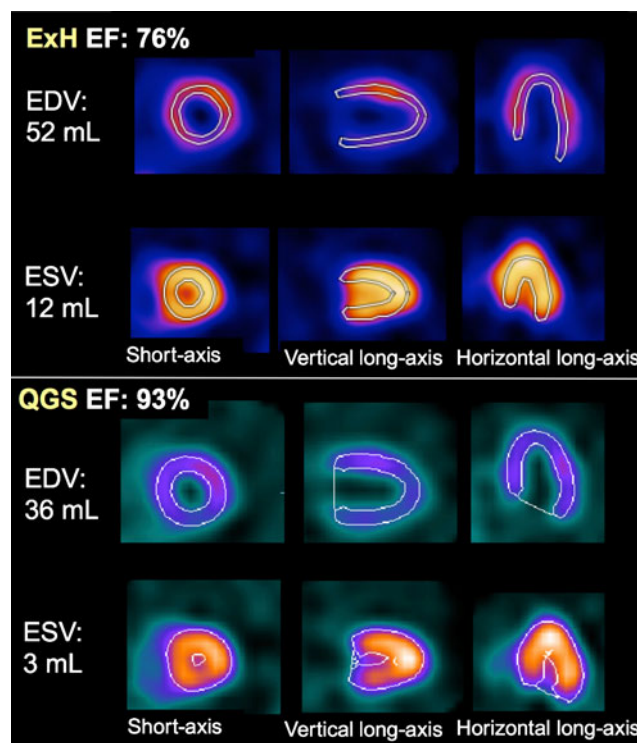 ExH EF: 76%
EDV:
52 mL
ESV:
12 mL
Short-axis Vertical long-axis Horizontal long-axis
QGS EF: 93%
EDV:
36 mL
ESV:
3 mL
Short-axis Vertical long-axis Horizontal long-axis